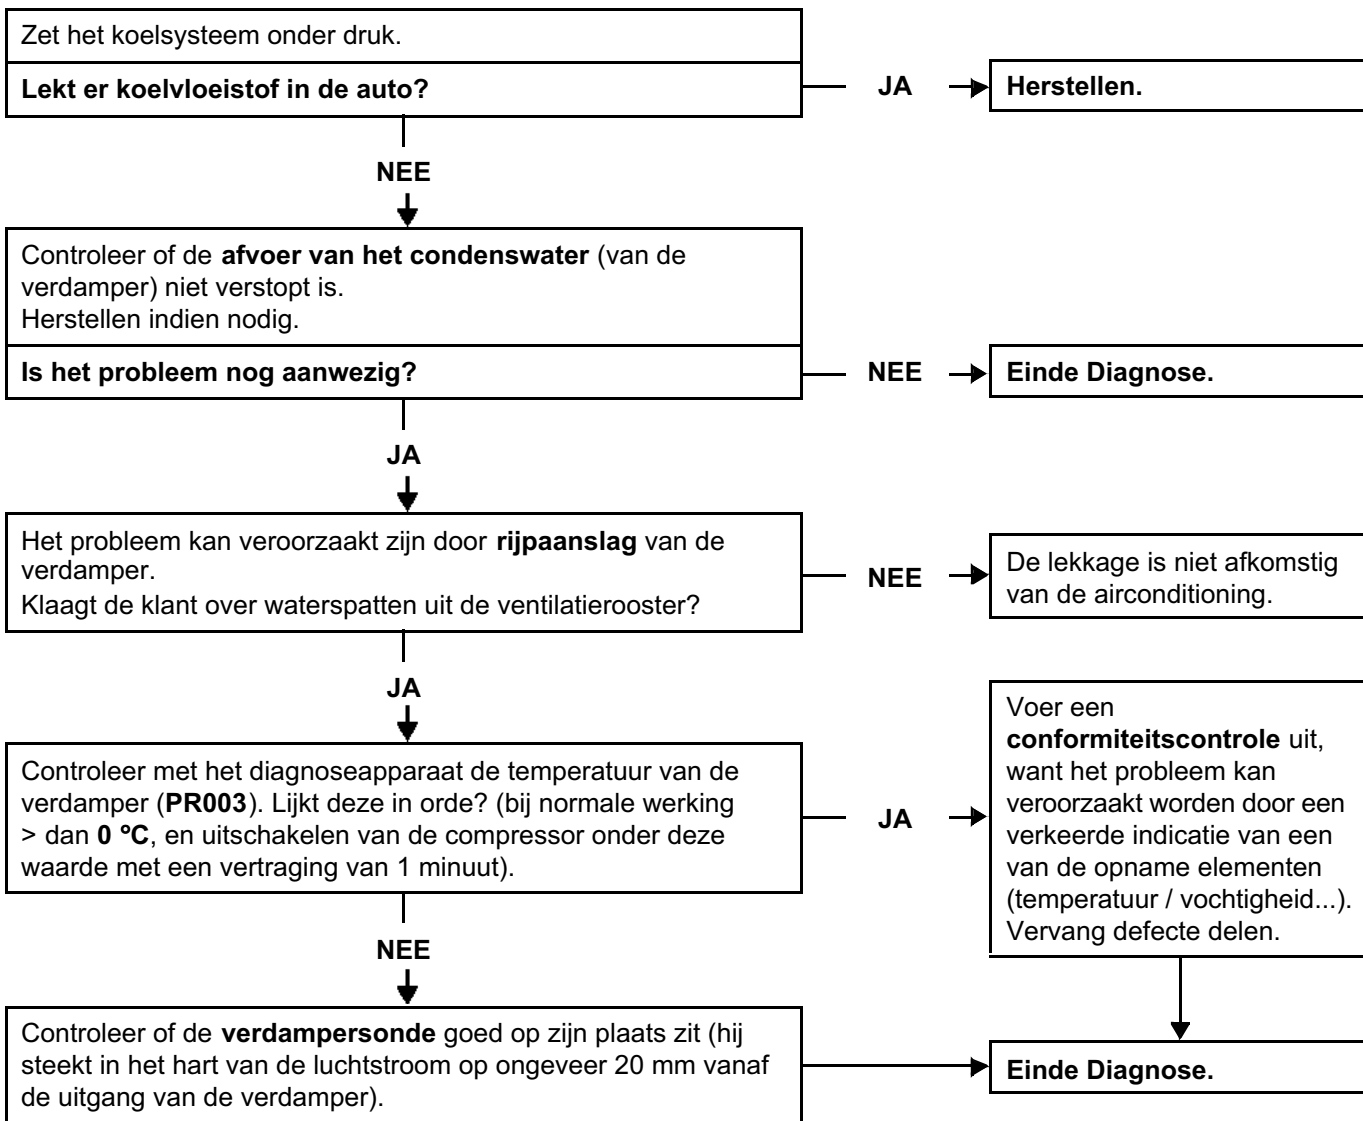 Zet het koelsysteem onder druk.
Lekt er koelvloeistof in de auto?
JA
Herstellen.
NEE
Controleer of de afvoer van het condenswater (van de
verdamper) niet verstopt is.
Herstellen indien nodig.
Is het probleem nog aanwezig?
NEE
Einde Diagnose.
JA
Het probleem kan veroorzaakt zijn door rijpaanslag van de
verdamper.
Klaagt de klant over waterspatten uit de ventilatierooster?
NEE
De lekkage is niet afkomstig
van de airconditioning.
JA
Controleer met het diagnoseapparaat de temperatuur van de
verdamper (PR003). Lijkt deze in orde? (bij normale werking
> dan 0 °C, en uitschakelen van de compressor onder deze
waarde met een vertraging van 1 minuut).
JA
Voer een
conformiteitscontrole uit,
want het probleem kan
veroorzaakt worden door een
verkeerde indicatie van een
van de opname elementen
(temperatuur / vochtigheid...).
Vervang defecte delen.
NEE
Controleer of de verdampersonde goed op zijn plaats zit (hij
steekt in het hart van de luchtstroom op ongeveer 20 mm vanaf
de uitgang van de verdamper).
Einde Diagnose.